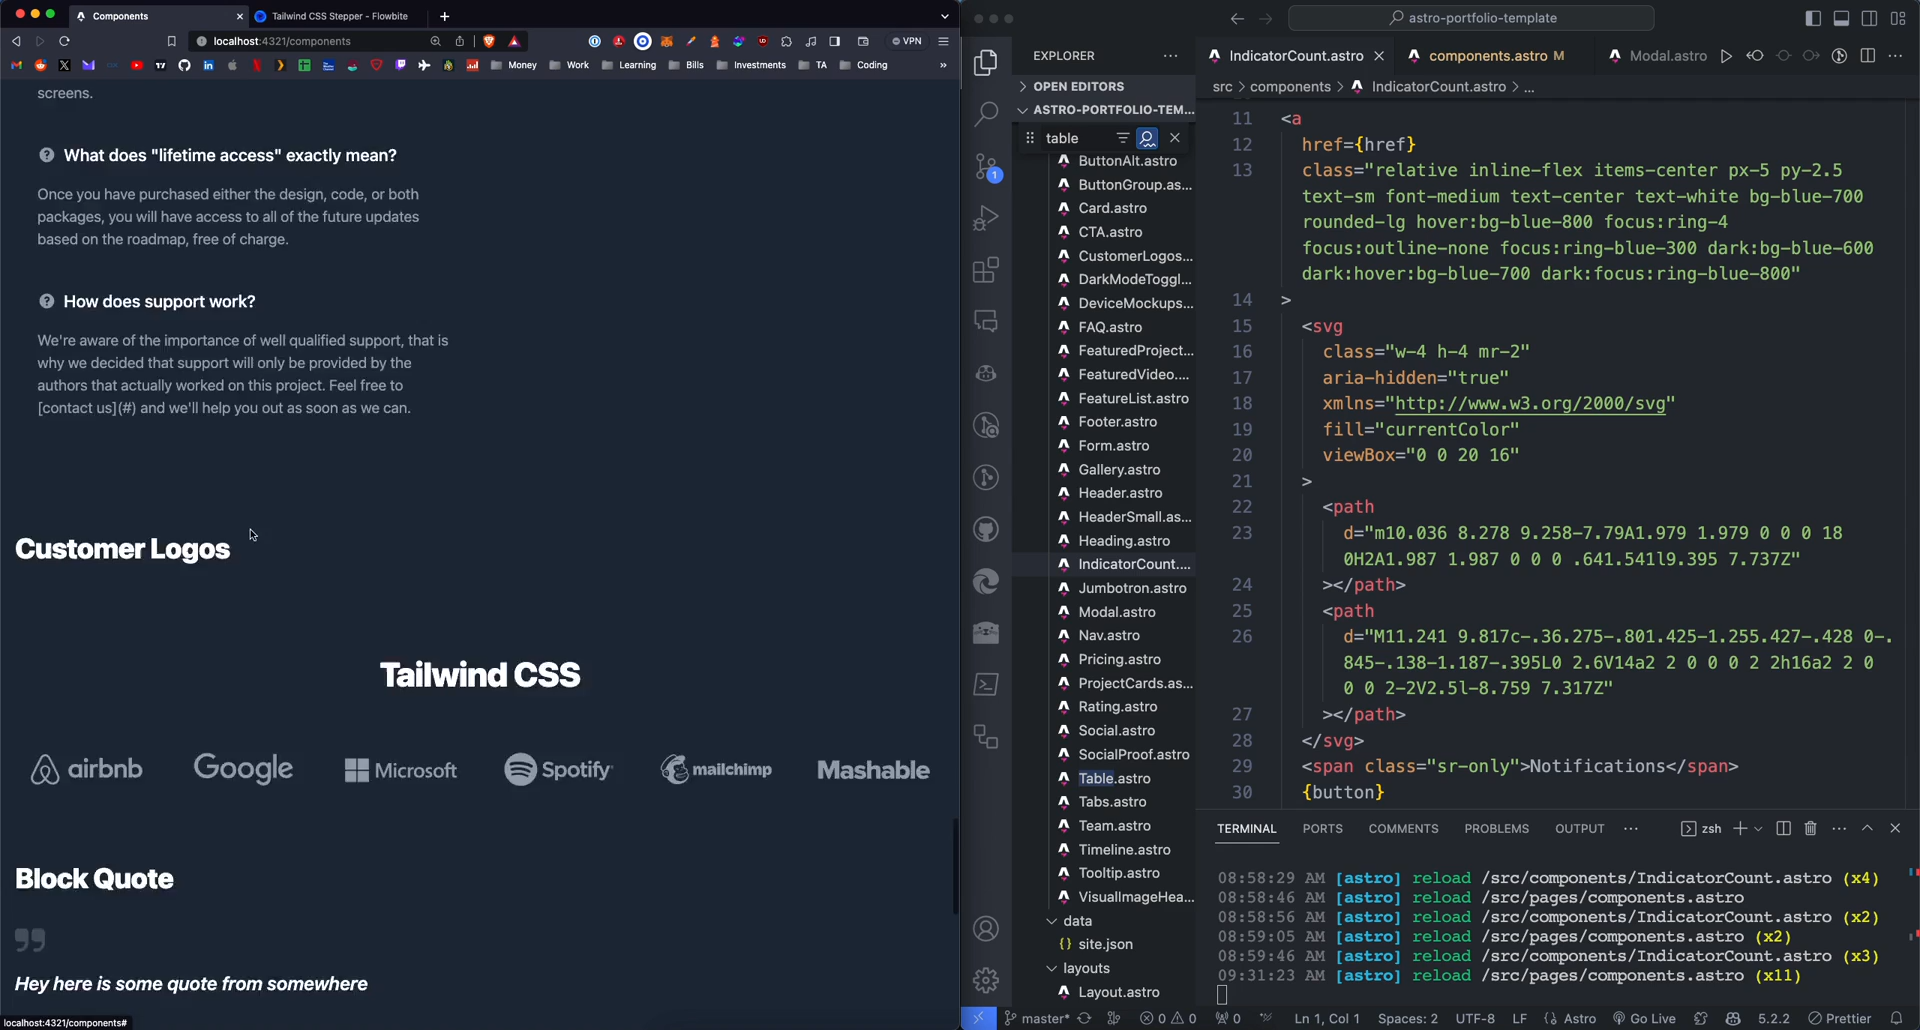 Components
Tailwind CSS Stepper - Flowbite
localhost:4321/components
VPN
Money
Work
Learning
Bills
Investments
TA
Coding
screens.
What does "lifetime access" exactly mean?
Once you have purchased either the design, code, or both
packages, you will have access to all of the future updates
based on the roadmap, free of charge.
How does support work?
We're aware of the importance of well qualified support, that is
why we decided that support will only be provided by the
authors that actually worked on this project. Feel free to
[contact us](#) and we'll help you out as soon as we can.
Customer Logos
Tailwind CSS
airbnb
Google
Microsoft
Spotify
mailchimp
Mashable
Block Quote
Hey here is some quote from somewhere
localhost:4321/components#
astro-portfolio-template
EXPLORER
OPEN EDITORS
ASTRO-PORTFOLIO-TEM...
table
ButtonAlt.astro
ButtonGroup.as...
Card.astro
CTA.astro
CustomerLogos...
DarkModeToggl...
DeviceMockups...
FAQ.astro
FeaturedProject...
FeaturedVideo....
FeatureList.astro
Footer.astro
Form.astro
Gallery.astro
Header.astro
HeaderSmall.as...
Heading.astro
IndicatorCount....
Jumbotron.astro
Modal.astro
Nav.astro
Pricing.astro
ProjectCards.as...
Rating.astro
Social.astro
SocialProof.astro
Table.astro
Tabs.astro
Team.astro
Timeline.astro
Tooltip.astro
VisualImageHea...
data
{} site.json
layouts
Layout.astro
1
IndicatorCount.astro
components.astro M
Modal.astro
src > components > IndicatorCount.astro > ...
11 <a
12 href={href}
13 class="relative inline-flex items-center px-5 py-2.5
text-sm font-medium text-center text-white bg-blue-700
rounded-lg hover:bg-blue-800 focus:ring-4
focus:outline-none focus:ring-blue-300 dark:bg-blue-600
dark:hover:bg-blue-700 dark:focus:ring-blue-800"
14 >
15 <svg
16 class="w-4 h-4 mr-2"
17 aria-hidden="true"
18 xmlns="http://www.w3.org/2000/svg"
19 fill="currentColor"
20 viewBox="0 0 20 16"
21 >
22 <path
23 d="m10.036 8.278 9.258-7.79A1.979 1.979 0 0 0 18
0H2A1.987 1.987 0 0 0 .641.541l9.395 7.737Z"
24 ></path>
25 <path
26 d="M11.241 9.817c-.36.275-.801.425-1.255.427-.428 0-.
845-.138-1.187-.395L0 2.6V14a2 2 0 0 0 2 2h16a2 2 0
0 0 2-2V2.5l-8.759 7.317Z"
27 ></path>
28 </svg>
29 <span class="sr-only">Notifications</span>
30 {button}
TERMINAL
PORTS
COMMENTS
PROBLEMS
OUTPUT
zsh
08:58:29 AM [astro] reload /src/components/IndicatorCount.astro (x4)
08:58:46 AM [astro] reload /src/pages/components.astro
08:58:56 AM [astro] reload /src/components/IndicatorCount.astro (x2)
08:59:05 AM [astro] reload /src/pages/components.astro (x2)
08:59:46 AM [astro] reload /src/components/IndicatorCount.astro (x3)
09:31:23 AM [astro] reload /src/pages/components.astro (x11)
master*
0 0
0
Ln 1, Col 1
Spaces: 2
UTF-8
LF
{} Astro
Go Live
5.2.2
Prettier